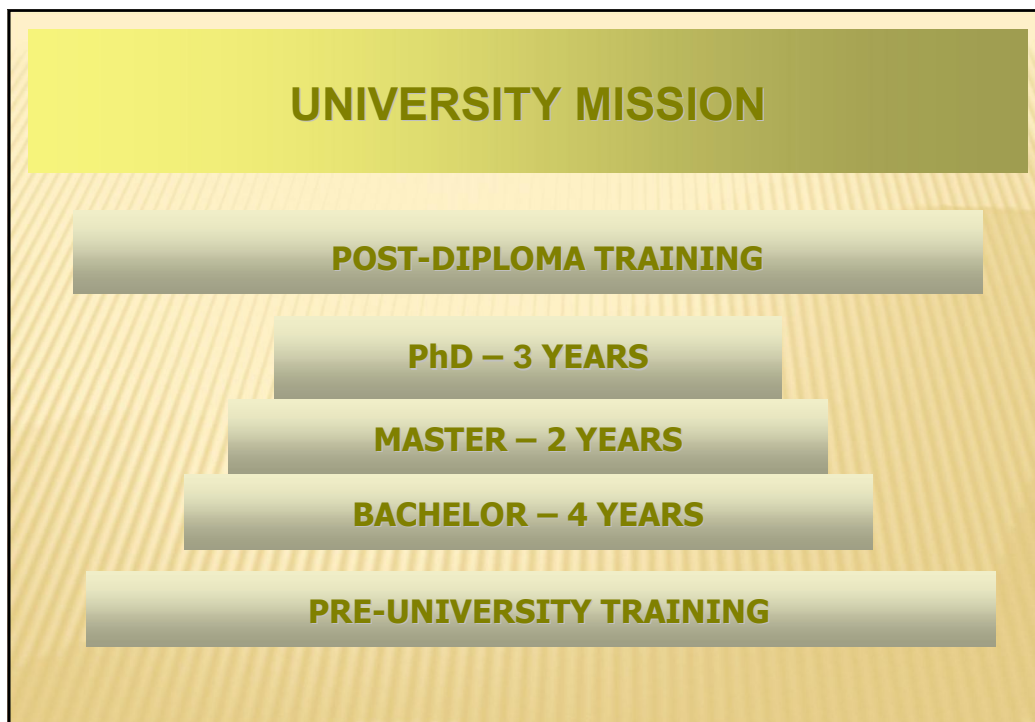 UNIVERSITY MISSION
POST-DIPLOMA TRAINING
PhD – 3 YEARS
MASTER – 2 YEARS
BACHELOR – 4 YEARS
PRE-UNIVERSITY TRAINING